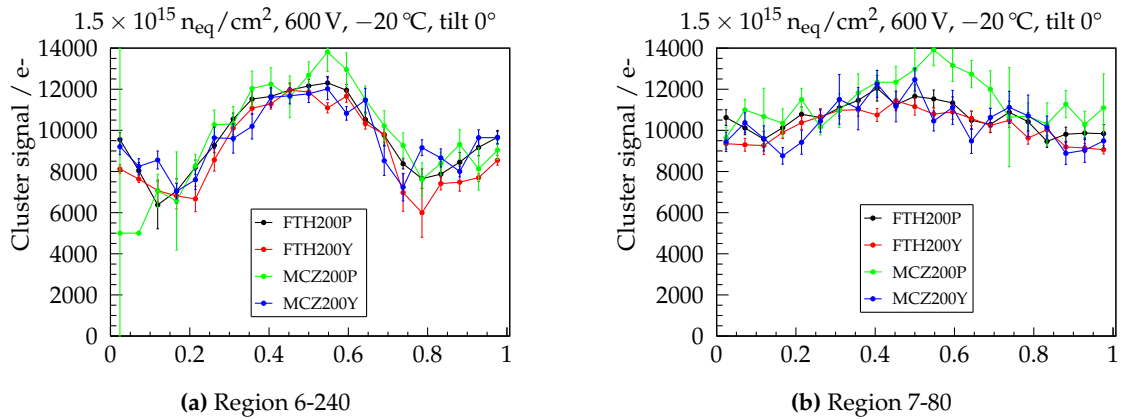 1.5 × 10¹⁵ n_eq/cm², 600 V, −20 °C, tilt 0°
Cluster signal / e-
14000
12000
10000
8000
6000
4000
2000
0
FTH200P
FTH200Y
MCZ200P
MCZ200Y
0 0.2 0.4 0.6 0.8 1
(a) Region 6-240
1.5 × 10¹⁵ n_eq/cm², 600 V, −20 °C, tilt 0°
Cluster signal / e-
14000
12000
10000
8000
6000
4000
2000
0
FTH200P
FTH200Y
MCZ200P
MCZ200Y
0 0.2 0.4 0.6 0.8 1
(b) Region 7-80